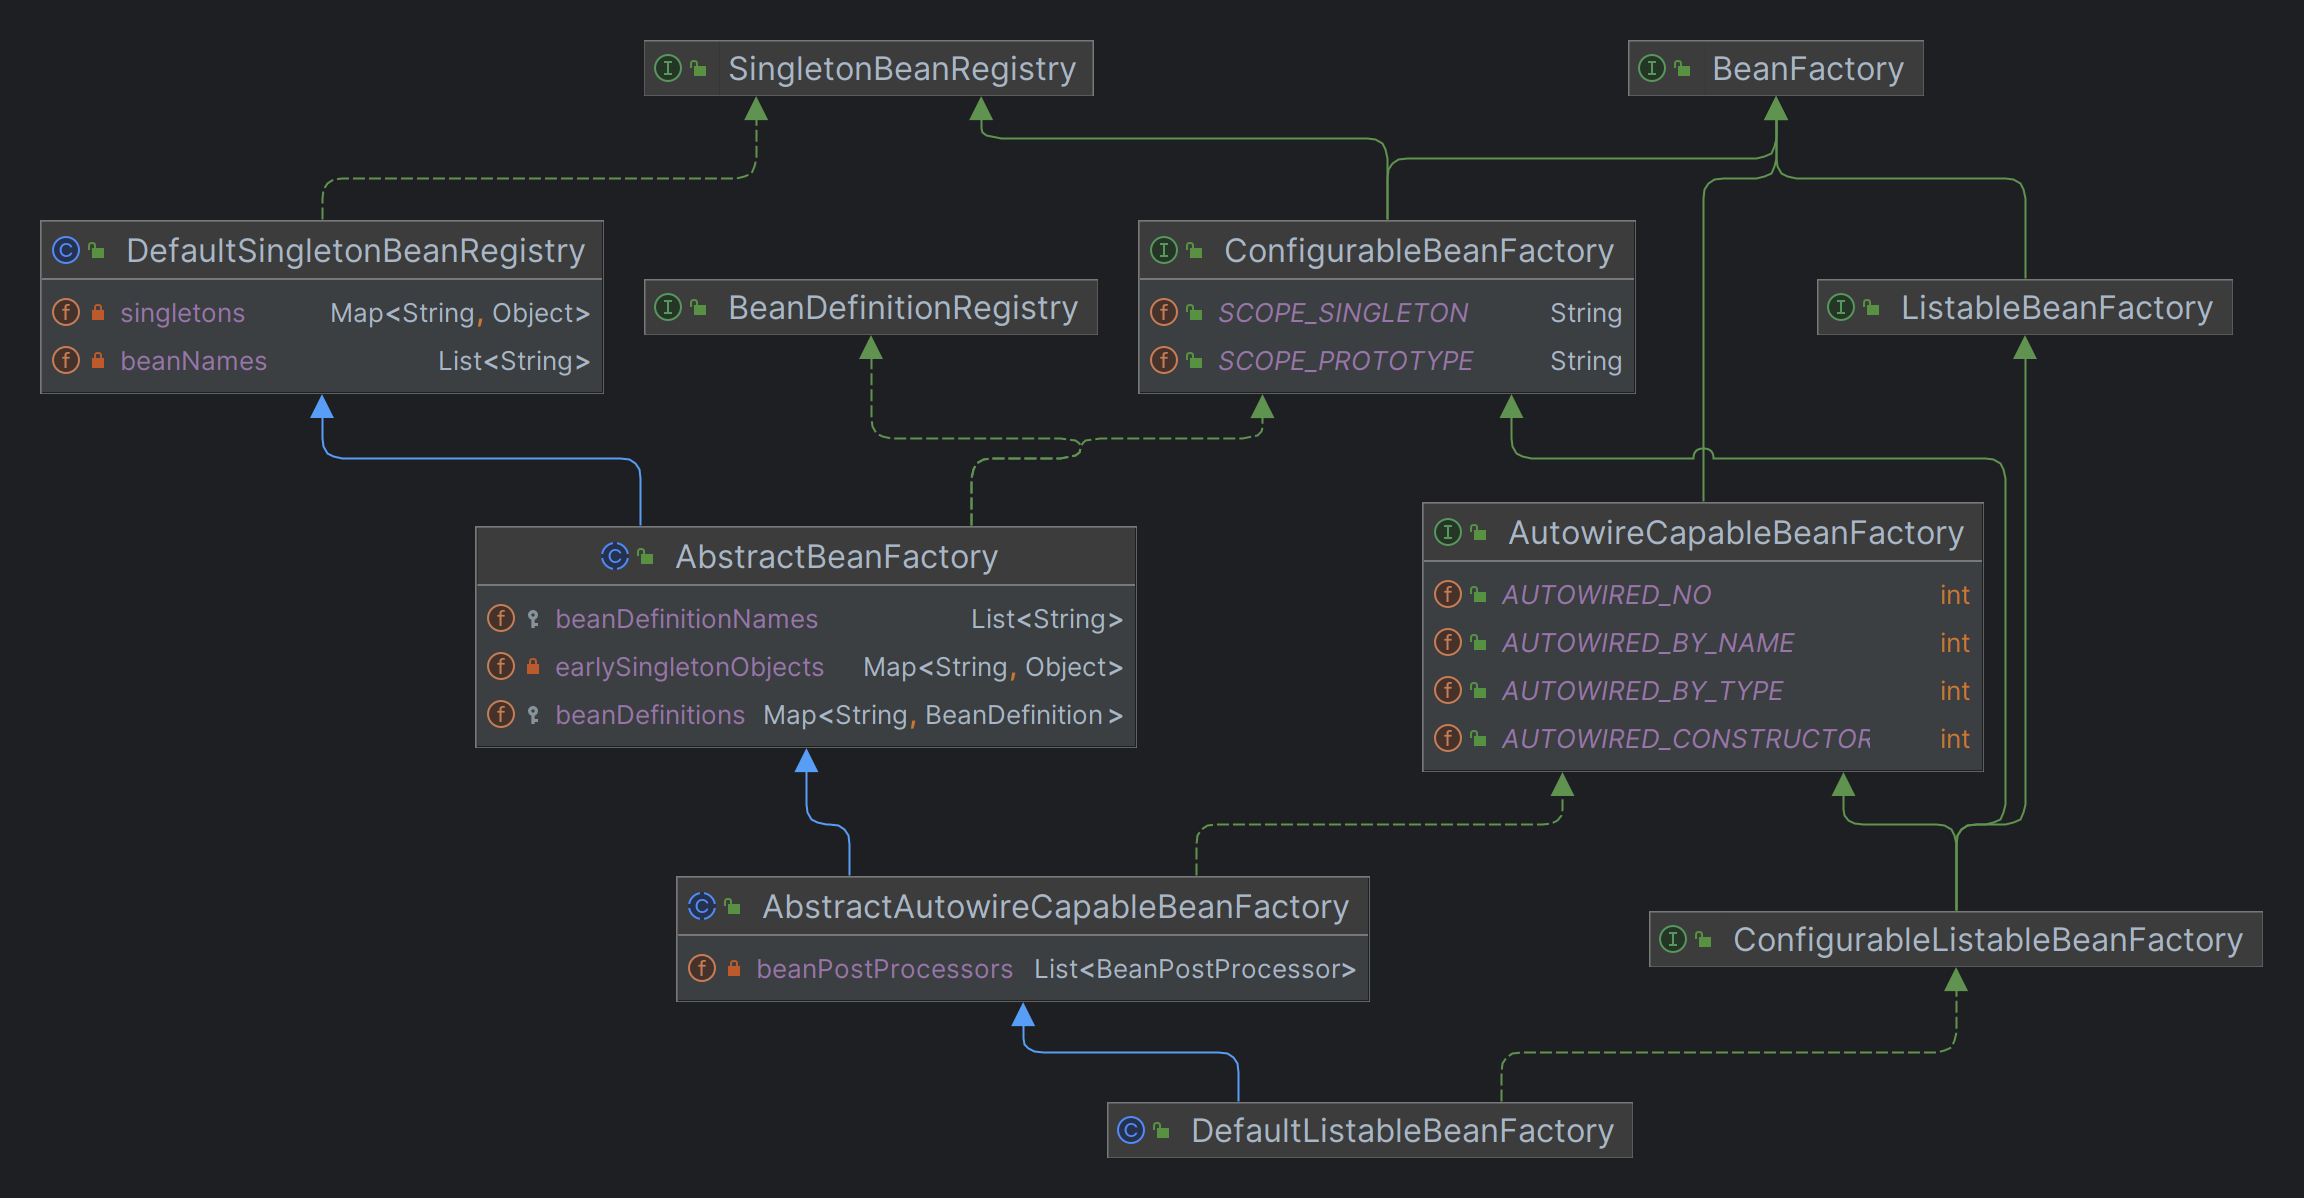 SingletonBeanRegistry
BeanFactory
DefaultSingletonBeanRegistry
singletons Map<String, Object>
beanNames List<String>
BeanDefinitionRegistry
ConfigurableBeanFactory
SCOPE_SINGLETON String
SCOPE_PROTOTYPE String
ListableBeanFactory
AbstractBeanFactory
beanDefinitionNames List<String>
earlySingletonObjects Map<String, Object>
beanDefinitions Map<String, BeanDefinition>
AutowireCapableBeanFactory
AUTOWIRED_NO int
AUTOWIRED_BY_NAME int
AUTOWIRED_BY_TYPE int
AUTOWIRED_CONSTRUCTOR int
AbstractAutowireCapableBeanFactory
beanPostProcessors List<BeanPostProcessor>
ConfigurableListableBeanFactory
DefaultListableBeanFactory